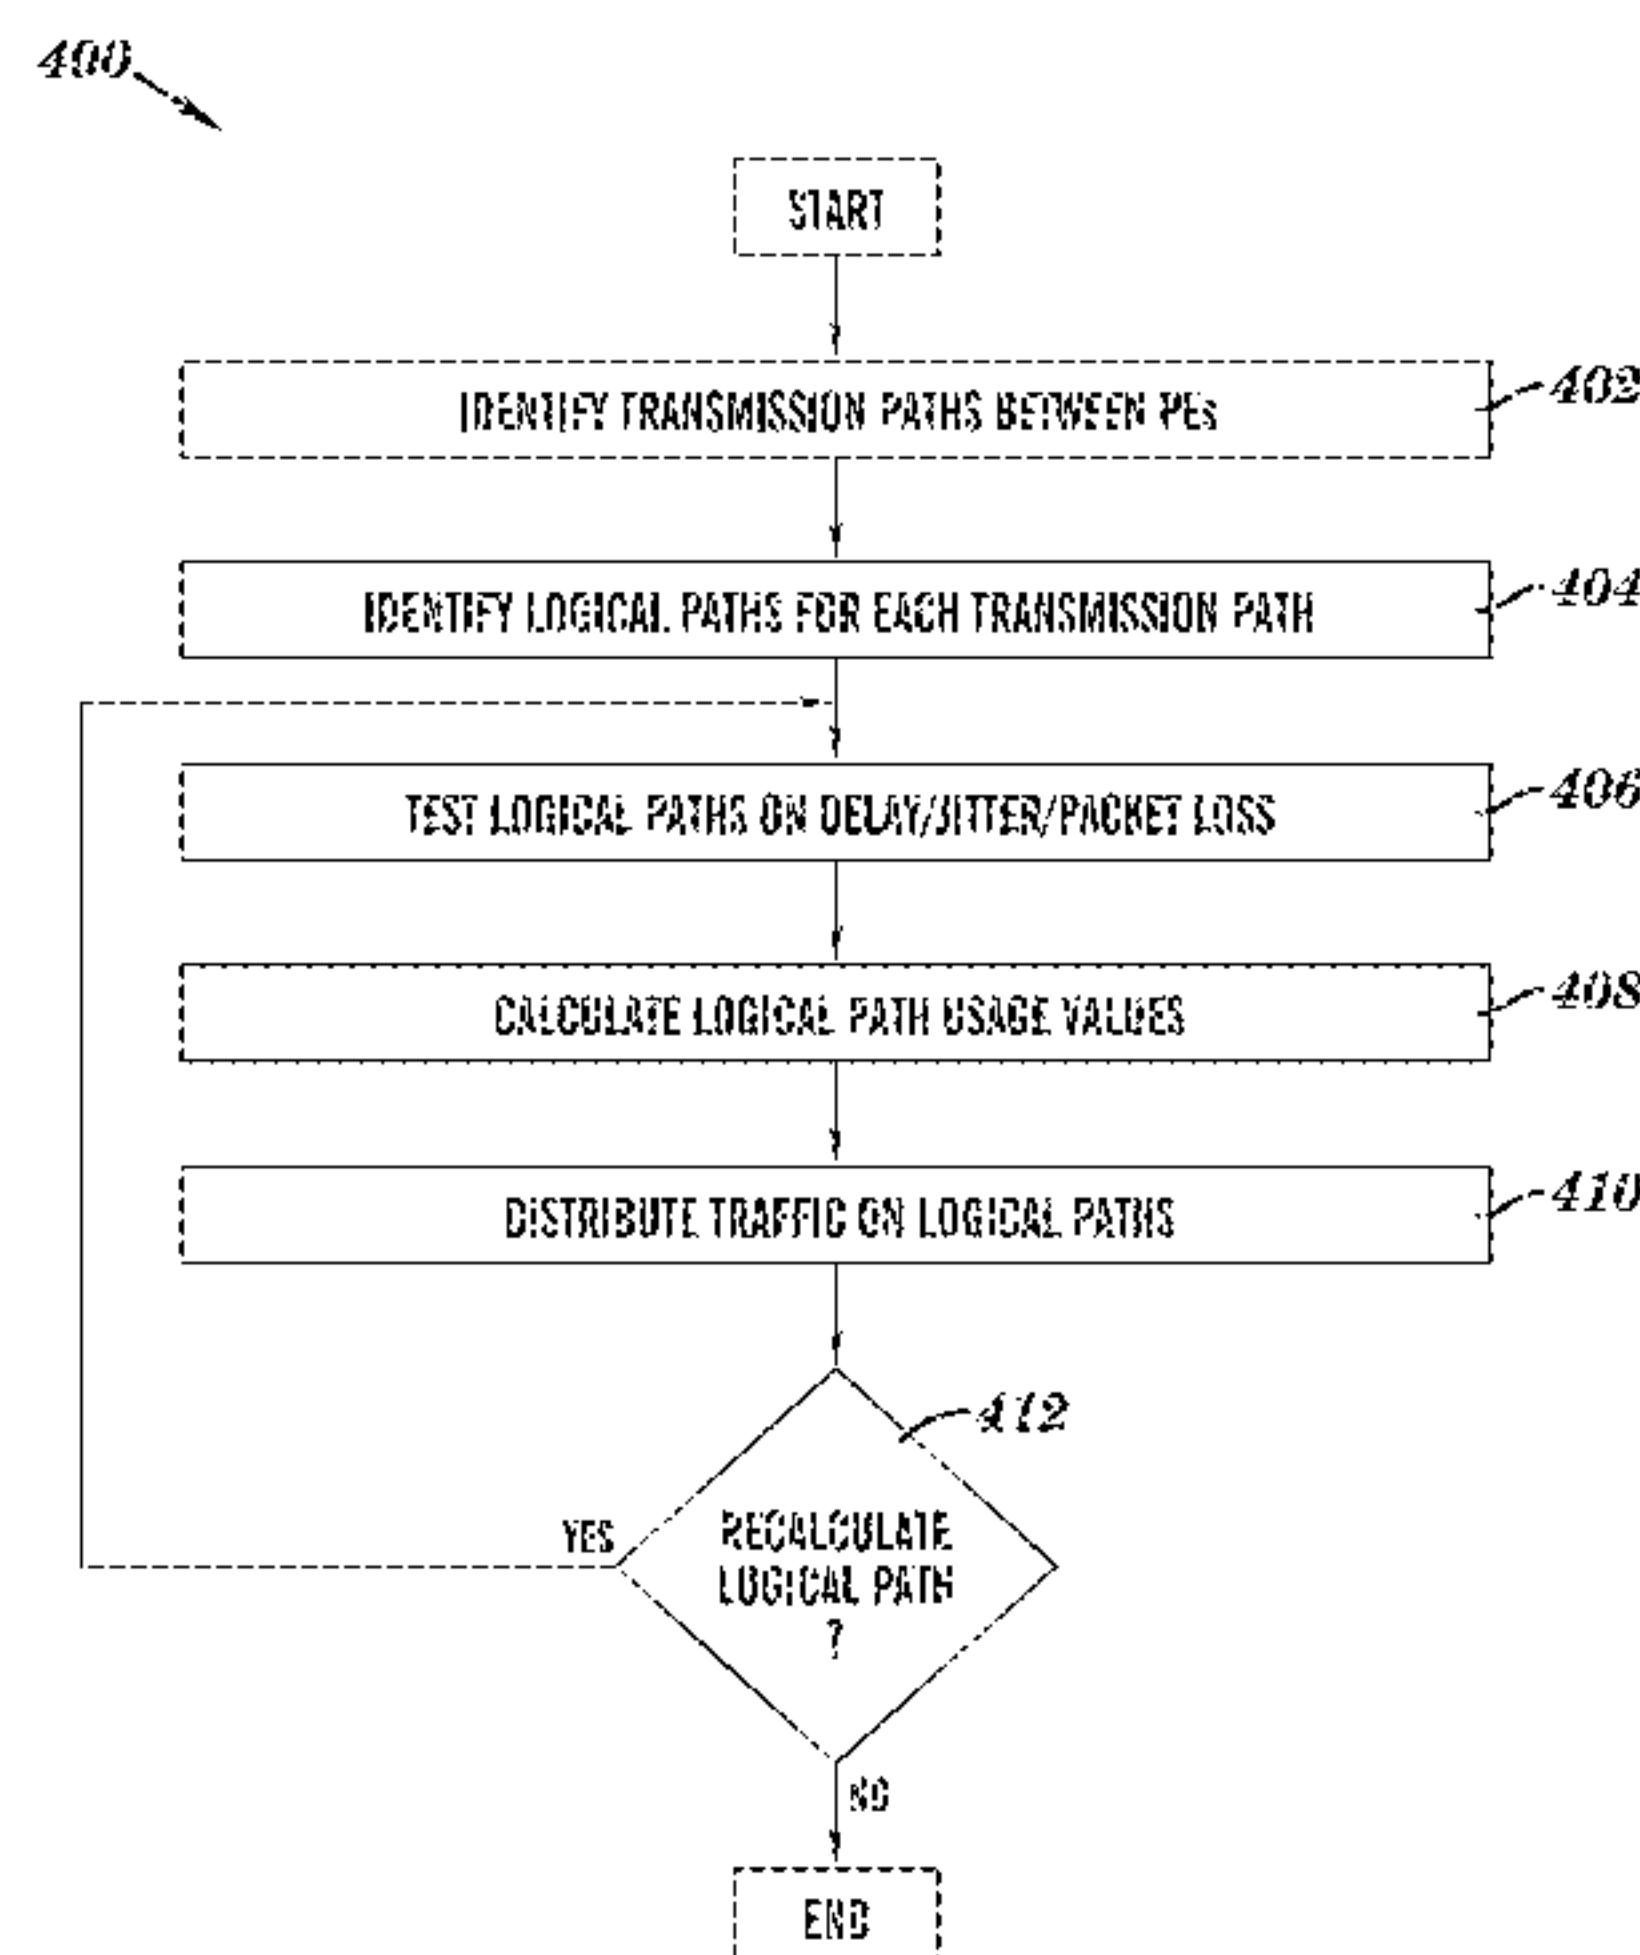 400
START
IDENTIFY TRANSMISSION PATHS BETWEEN PEs
402
IDENTIFY LOGICAL PATHS FOR EACH TRANSMISSION PATH
404
TEST LOGICAL PATHS ON DELAY/JITTER/PACKET LOSS
406
CALCULATE LOGICAL PATH USAGE VALUES
408
DISTRIBUTE TRAFFIC ON LOGICAL PATHS
410
412
YES
RECALCULATE
LOGICAL PATH
?
NO
END